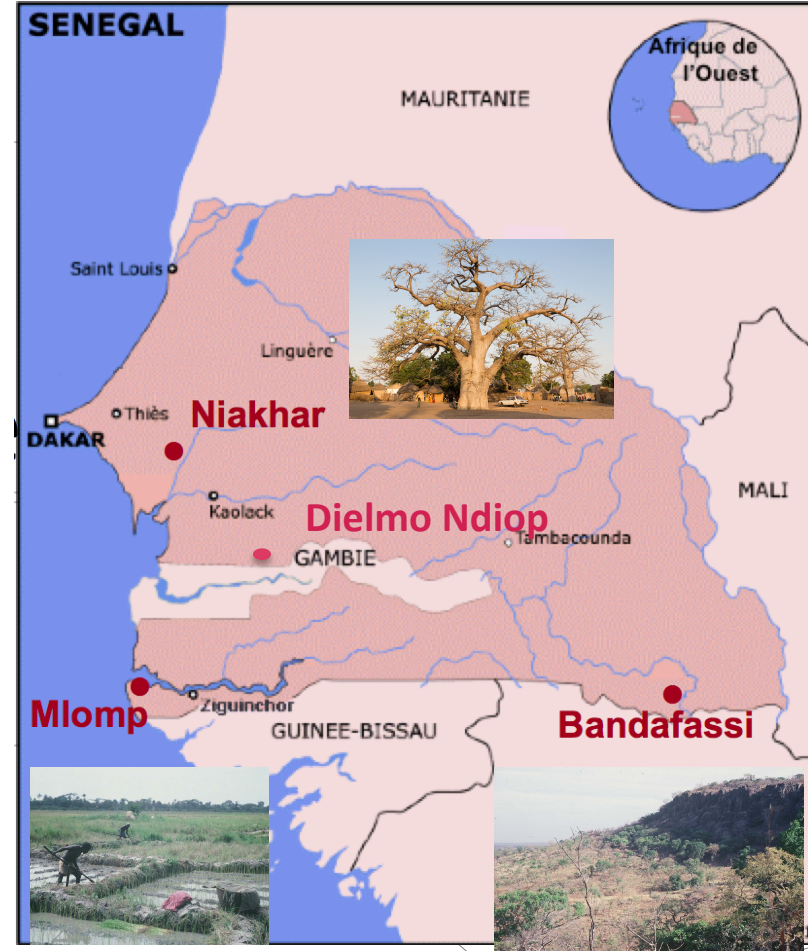 SENEGAL
Afrique de
l'Ouest
MAURITANIE
Saint Louis
Linguère
Niakhar
Thiès
DAKAR
MALI
Kaolack
Dielmo Ndiop
Tambacounda
GAMBIE
Mlomp
Ziguinchor
Bandafassi
GUINEE-BISSAU